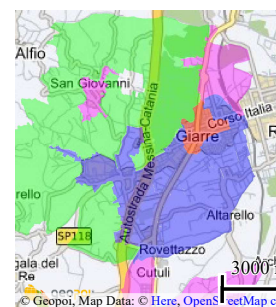 Alfio
San Giovanni
Corso Italia
Giarre
R
Autostrada Messina-Catania
rello
SP118
Altarello
Rovettazzo
gala del
Re
Cutuli
3000
© Geopoi, Map Data: © Here, OpenStreetMap c